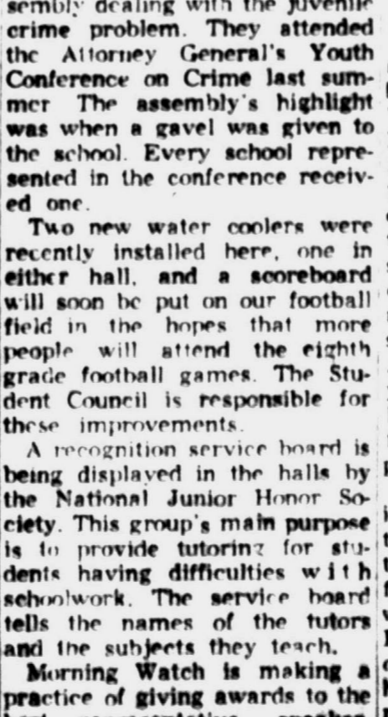 sembly dealing with the juvenile
crime problem. They attended
the Attorney General's Youth
Conference on Crime last sum-
mer The assembly's highlight
was when a gavel was given to
the school. Every school repre-
sented in the conference receiv-
ed one.
Two new water coolers were
recently installed here, one in
either hall, and a scoreboard
will soon be put on our football
field in the hopes that more
people will attend the eighth
grade football games. The Stu-
dent Council is responsible for
these improvements.
A recognition service board is
being displayed in the halls by
the National Junior Honor So-
ciety. This group's main purpose
is to provide tutoring for stu-
dents having difficulties with
schoolwork. The service board
tells the names of the tutors
and the subjects they teach.
Morning Watch is making a
practice of giving awards to the